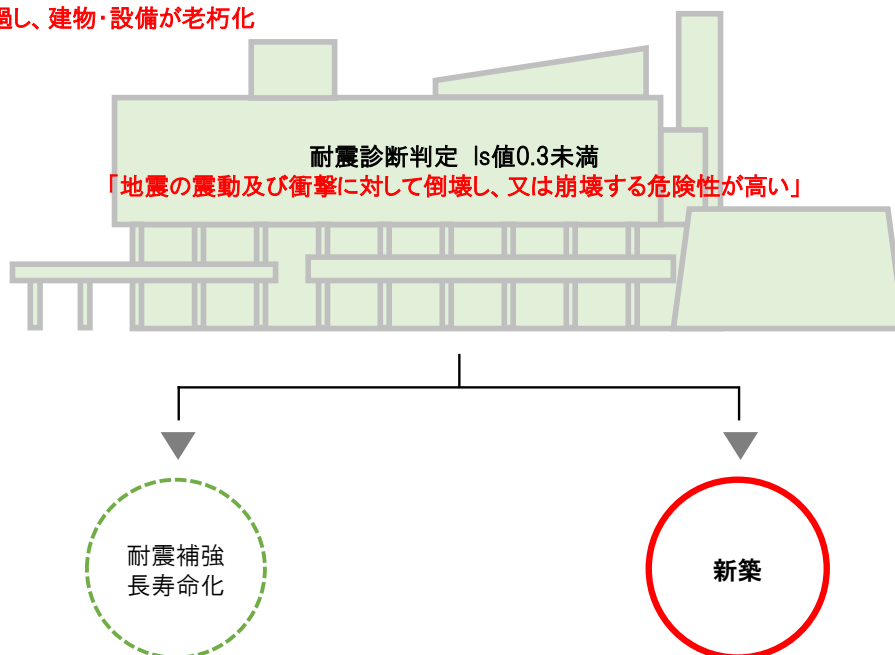 過し、建物・設備が老朽化
耐震診断判定 Is値0.3未満
「地震の震動及び衝撃に対して倒壊し、又は崩壊する危険性が高い」
耐震補強
長寿命化
新築